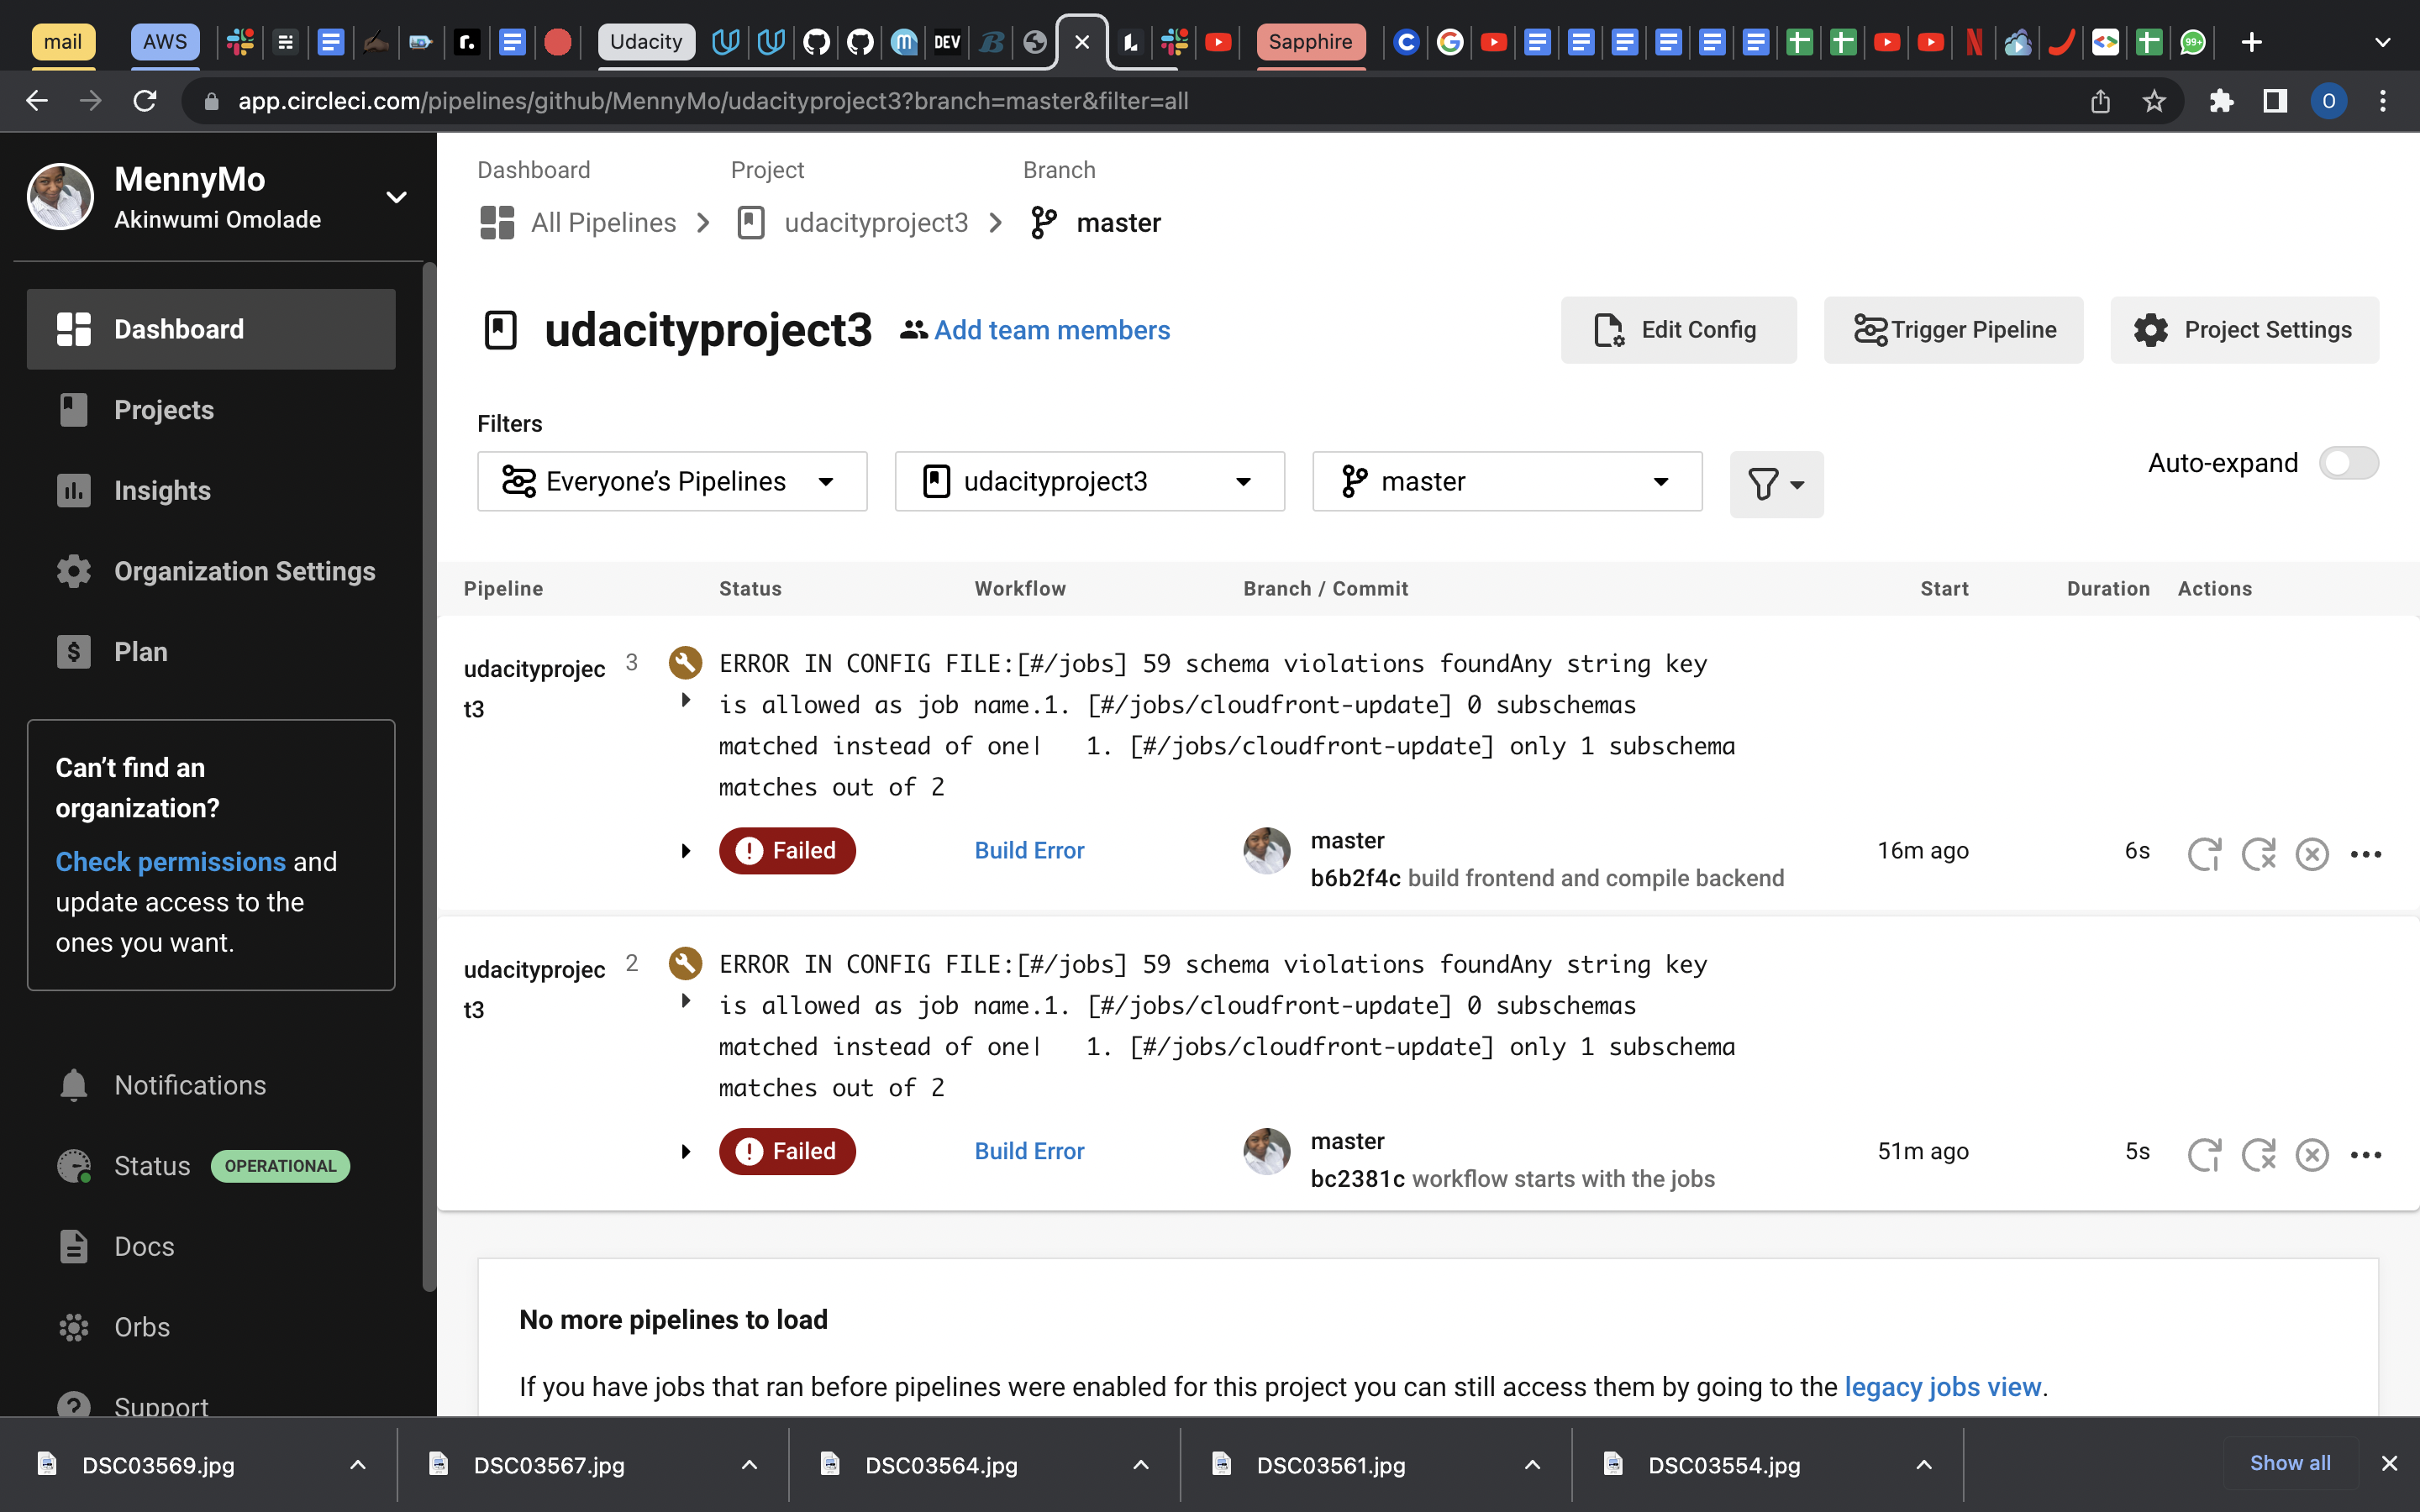 mail
AWS
Udacity
DEV
Sapphire
99+
app.circleci.com/pipelines/github/MennyMo/udacityproject3?branch=master&filter=all
O
MennyMo
Akinwumi Omolade
Dashboard
Projects
Insights
Organization Settings
Plan
Can't find an
organization?
Check permissions and
update access to the
ones you want.
Notifications
Status OPERATIONAL
Docs
Orbs
Support
Dashboard Project Branch
All Pipelines udacityproject3 master
udacityproject3 Add team members
Edit Config Trigger Pipeline Project Settings
Filters
Everyone's Pipelines udacityproject3 master
Auto-expand
Pipeline Status Workflow Branch / Commit Start Duration Actions
udacityprojec
t3
3
ERROR IN CONFIG FILE:[#/jobs] 59 schema violations foundAny string key
is allowed as job name.1. [#/jobs/cloudfront-update] 0 subschemas
matched instead of one|   1. [#/jobs/cloudfront-update] only 1 subschema
matches out of 2
Failed Build Error master 16m ago 6s
b6b2f4c build frontend and compile backend
udacityprojec
t3
2
ERROR IN CONFIG FILE:[#/jobs] 59 schema violations foundAny string key
is allowed as job name.1. [#/jobs/cloudfront-update] 0 subschemas
matched instead of one|   1. [#/jobs/cloudfront-update] only 1 subschema
matches out of 2
Failed Build Error master 51m ago 5s
bc2381c workflow starts with the jobs
No more pipelines to load
If you have jobs that ran before pipelines were enabled for this project you can still access them by going to the legacy jobs view.
DSC03569.jpg DSC03567.jpg DSC03564.jpg DSC03561.jpg DSC03554.jpg Show all